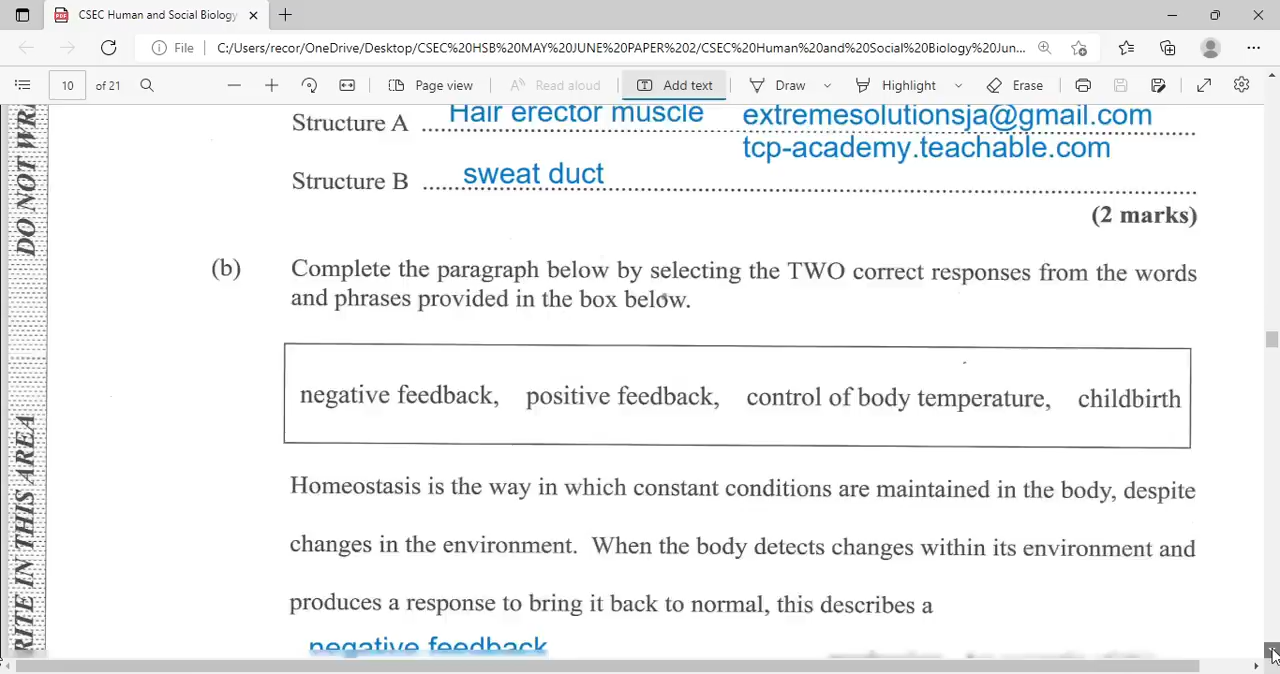 CSEC Human and Social Biology
File C:/Users/recor/OneDrive/Desktop/CSEC%20HSB%20MAY%20JUNE%20PAPER%202/CSEC%20Human%20and%20Social%20Biology%20Jun...
10 of 21 Page view Read aloud Add text Draw Highlight Erase
Hair erector muscle extremesolutionsja@gmail.com
Structure A
tcp-academy.teachable.com
Structure B sweat duct
(2 marks)
(b) Complete the paragraph below by selecting the TWO correct responses from the words
and phrases provided in the box below.
negative feedback, positive feedback, control of body temperature, childbirth
Homeostasis is the way in which constant conditions are maintained in the body, despite
changes in the environment. When the body detects changes within its environment and
produces a response to bring it back to normal, this describes a
negative feedback
DO NOT WRI
RITE IN THIS AREA